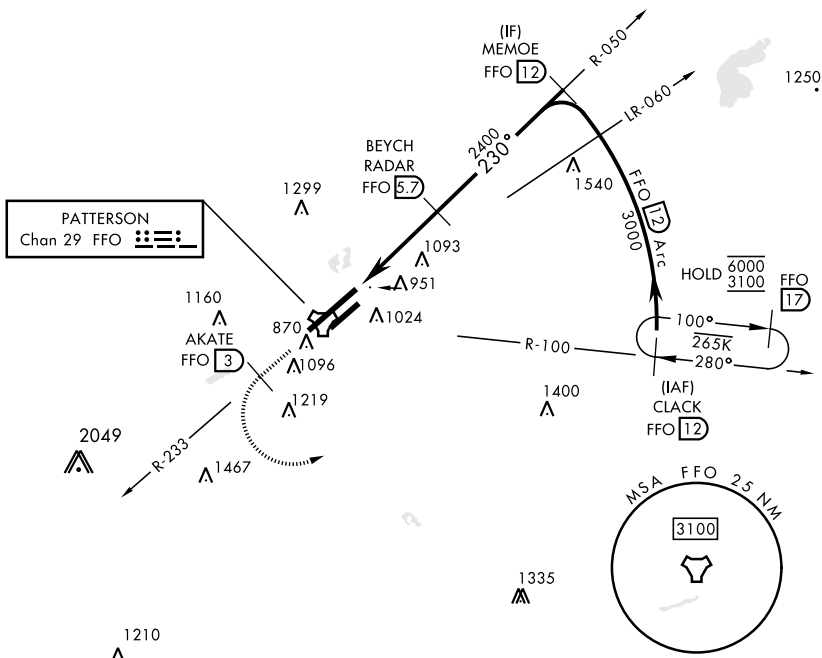 (IF)
MEMOE
FFO 12
R-050
LR-060
1250
2400
230°
BEYCH
RADAR
FFO 5.7
1540
FFO 12 Arc
3000
1299
PATTERSON
Chan 29 FFO
1093
951
1024
HOLD 6000
3100
FFO
17
1160
870
AKATE
FFO 3
1096
1219
R-100
100°
265K
280°
(IAF)
CLACK
FFO 12
1400
2049
R-233
1467
MSA FFO 25 NM
3100
1335
1210